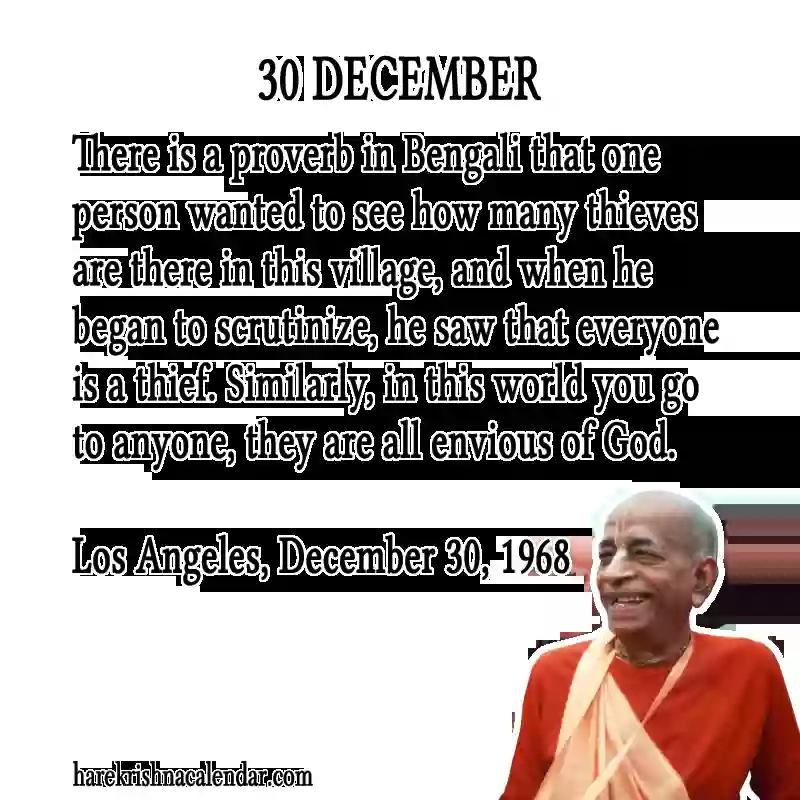 30 DECEMBER
There is a proverb in Bengali that one
person wanted to see how many thieves
are there in this village, and when he
began to scrutinize, he saw that everyone
is a thief. Similarly, in this world you go
to anyone, they are all envious of God.
Los Angeles, December 30, 1968
harekrishnacalendar.com